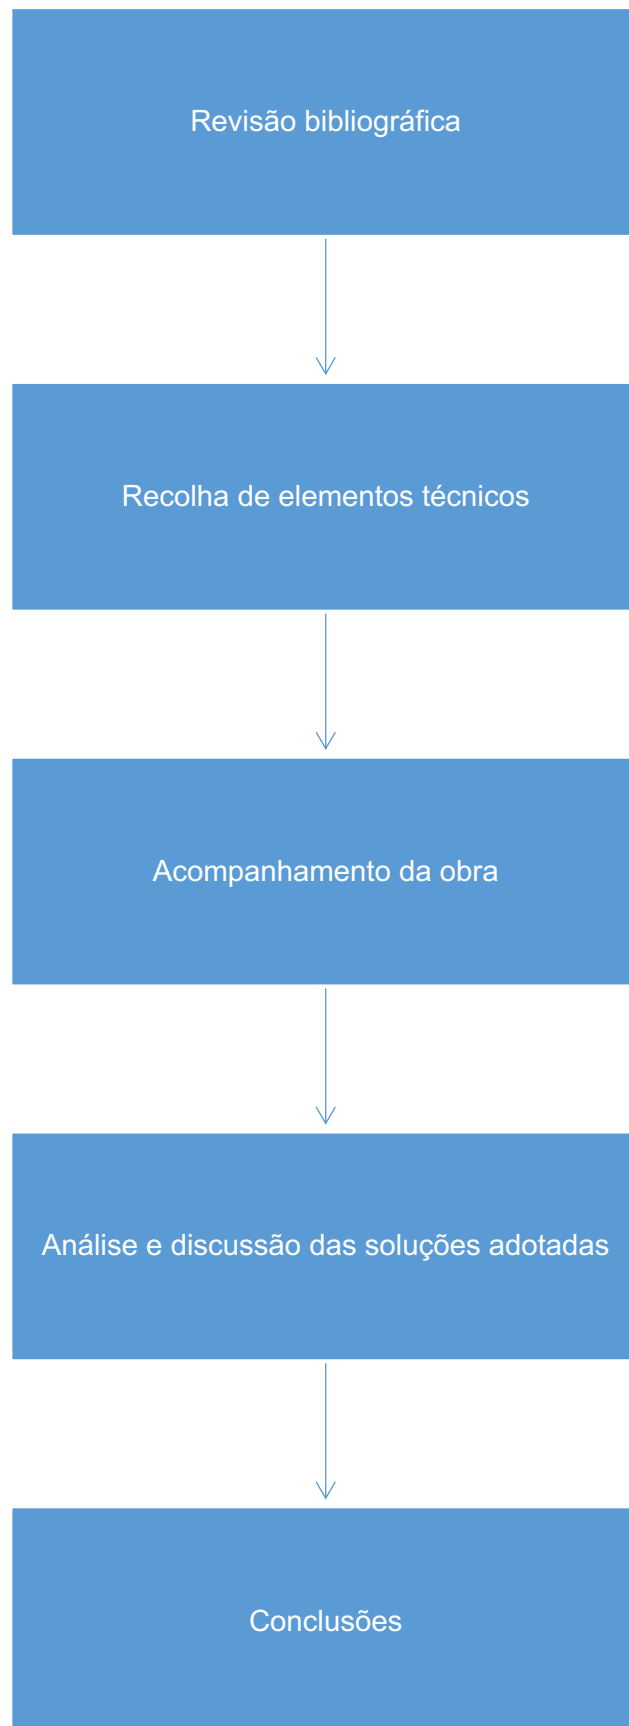 Revisão bibliográfica
Recolha de elementos técnicos
Acompanhamento da obra
Análise e discussão das soluções adotadas
Conclusões